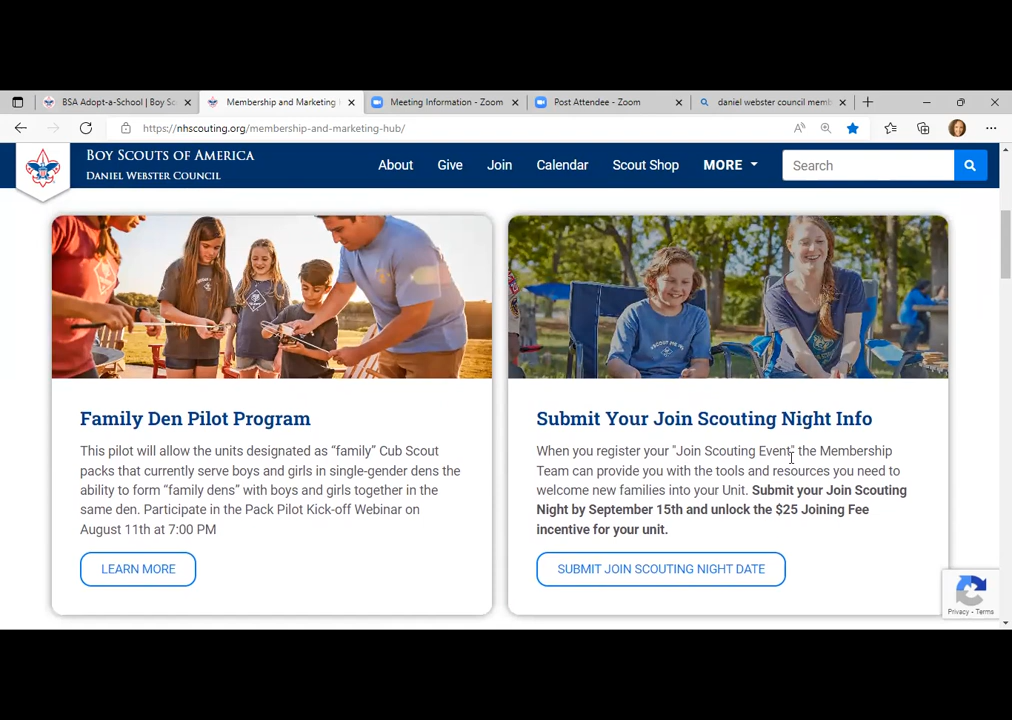 BSA Adopt-a-School | Boy Sc
Membership and Marketing
Meeting Information - Zoom
Post Attendee - Zoom
daniel webster council memb
https://nhscouting.org/membership-and-marketing-hub/
BOY SCOUTS OF AMERICA
DANIEL WEBSTER COUNCIL
About
Give
Join
Calendar
Scout Shop
MORE
Search
Family Den Pilot Program
This pilot will allow the units designated as “family” Cub Scout
packs that currently serve boys and girls in single-gender dens the
ability to form “family dens” with boys and girls together in the
same den. Participate in the Pack Pilot Kick-off Webinar on
August 11th at 7:00 PM
LEARN MORE
Submit Your Join Scouting Night Info
When you register your "Join Scouting Event" the Membership
Team can provide you with the tools and resources you need to
welcome new families into your Unit. Submit your Join Scouting
Night by September 15th and unlock the $25 Joining Fee
incentive for your unit.
SUBMIT JOIN SCOUTING NIGHT DATE
Privacy - Terms